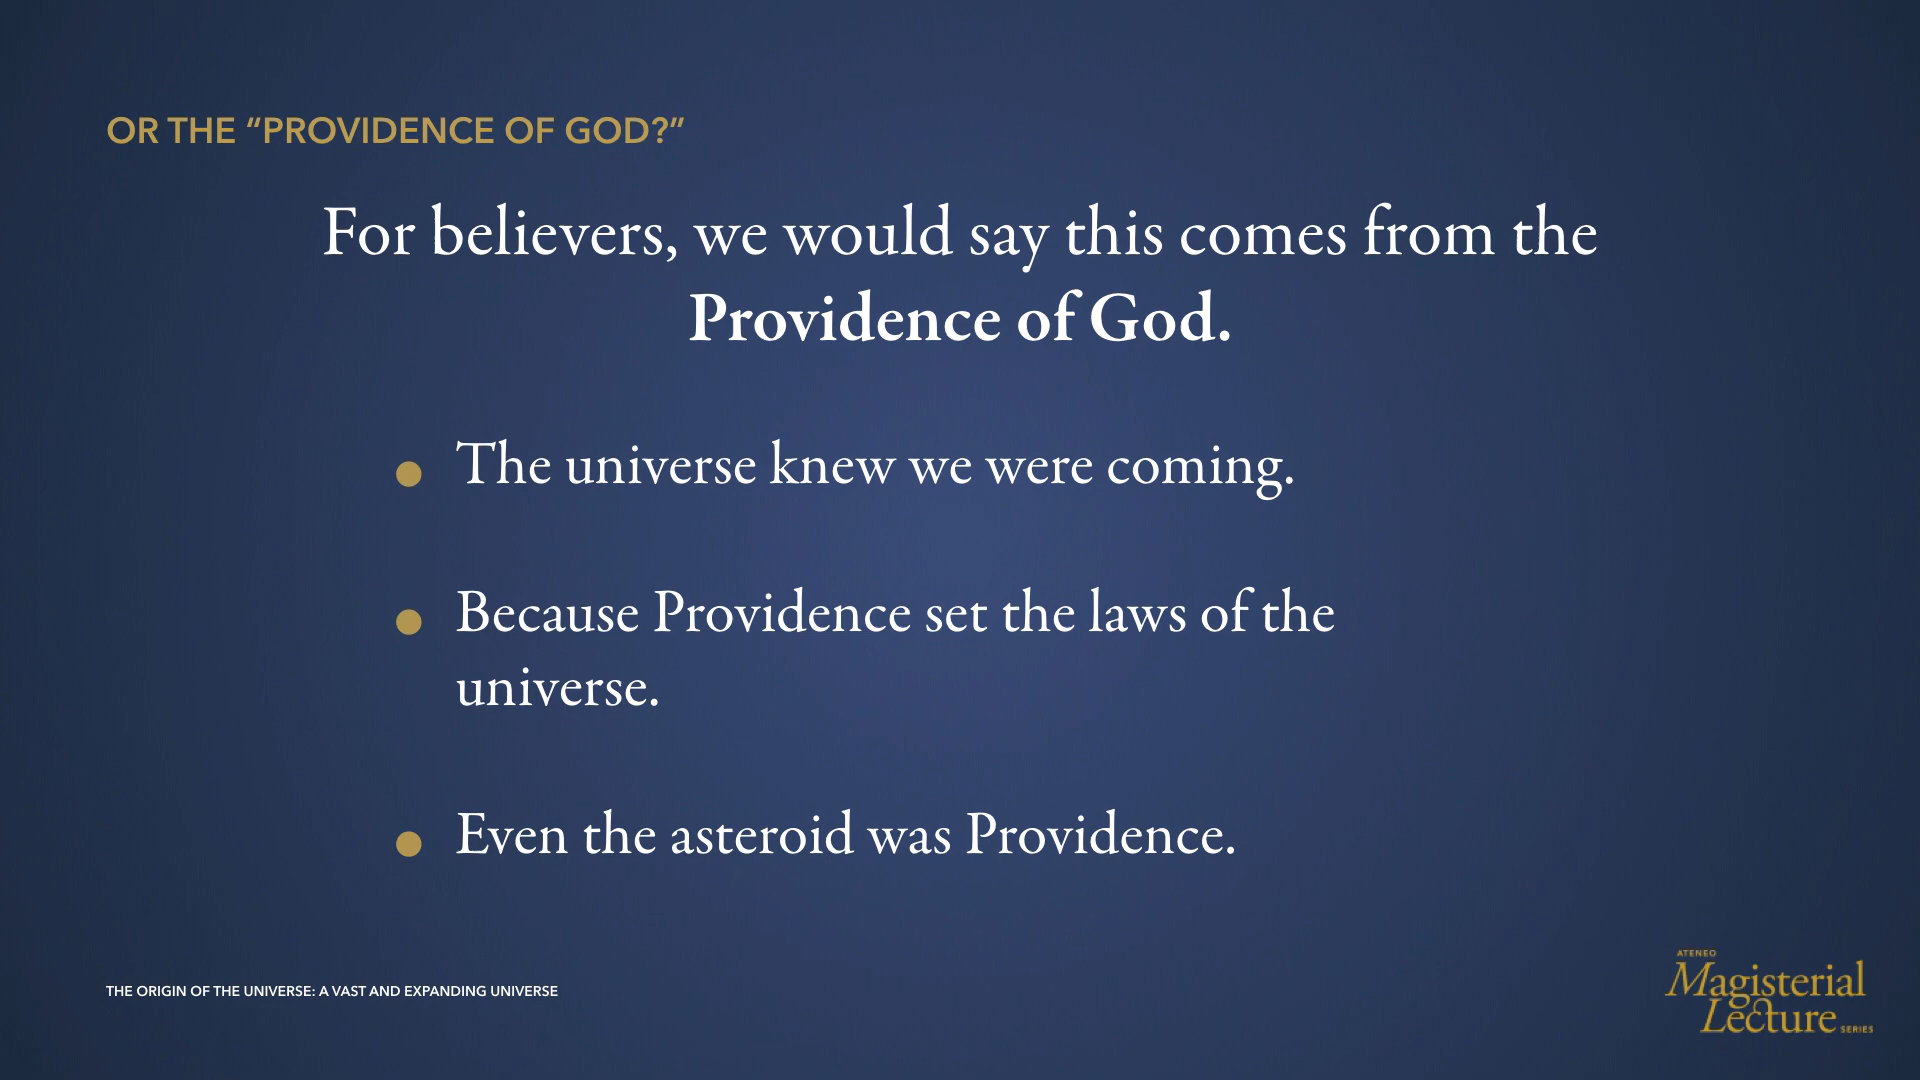 OR THE “PROVIDENCE OF GOD?”
For believers, we would say this comes from the
Providence of God.
The universe knew we were coming.
Because Providence set the laws of the
universe.
Even the asteroid was Providence.
THE ORIGIN OF THE UNIVERSE: A VAST AND EXPANDING UNIVERSE
ATENEO
Magisterial
Lecture SERIES